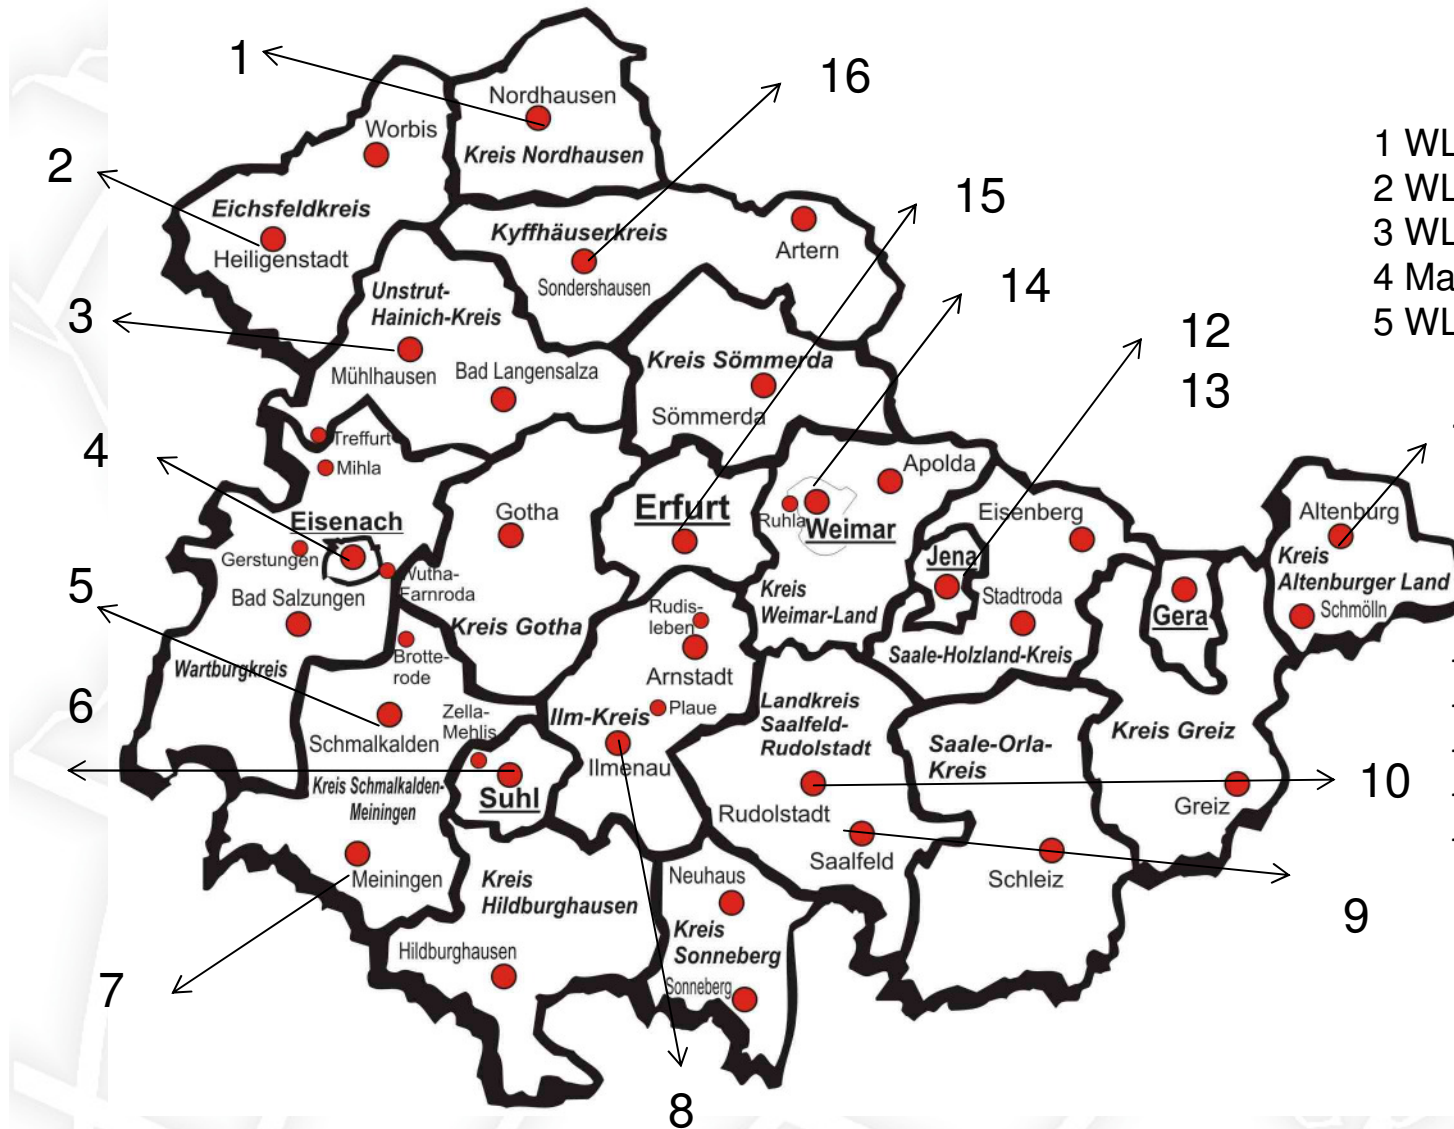 1
16
Nordhausen
Worbis
Kreis Nordhausen
1 WL
2 WL
3 WL
4 Ma
5 WL
2
15
Eichsfeldkreis
Heiligenstadt
Kyffhäuserkreis
Sondershausen
Artern
14
3
Unstrut-
Hainich-Kreis
Mühlhausen
Bad Langensalza
Kreis Sömmerda
Sömmerda
12
13
4
Treffurt
Mihla
Eisenach
Gerstungen
Wutha-
Farnroda
Gotha
Erfurt
Ruhla
Weimar
Apolda
Eisenberg
Altenburg
Kreis
Altenburger Land
Schmölln
5
Bad Salzungen
Kreis Gotha
Rudis-
leben
Kreis
Weimar-Land
Jena
Stadtroda
Gera
Saale-Holzland-Kreis
Wartburgkreis
Brotte-
rode
Arnstadt
6
Zella-
Mehlis
Schmalkalden
Ilm-Kreis
Plaue
Ilmenau
Landkreis
Saalfeld-
Rudolstadt
Saale-Orla-
Kreis
Kreis Greiz
Kreis Schmalkalden-
Meiningen
Suhl
Rudolstadt
10
Greiz
Saalfeld
Schleiz
9
Meiningen
Kreis
Hildburghausen
Neuhaus
Kreis
Sonneberg
Sonneberg
Hildburghausen
7
8